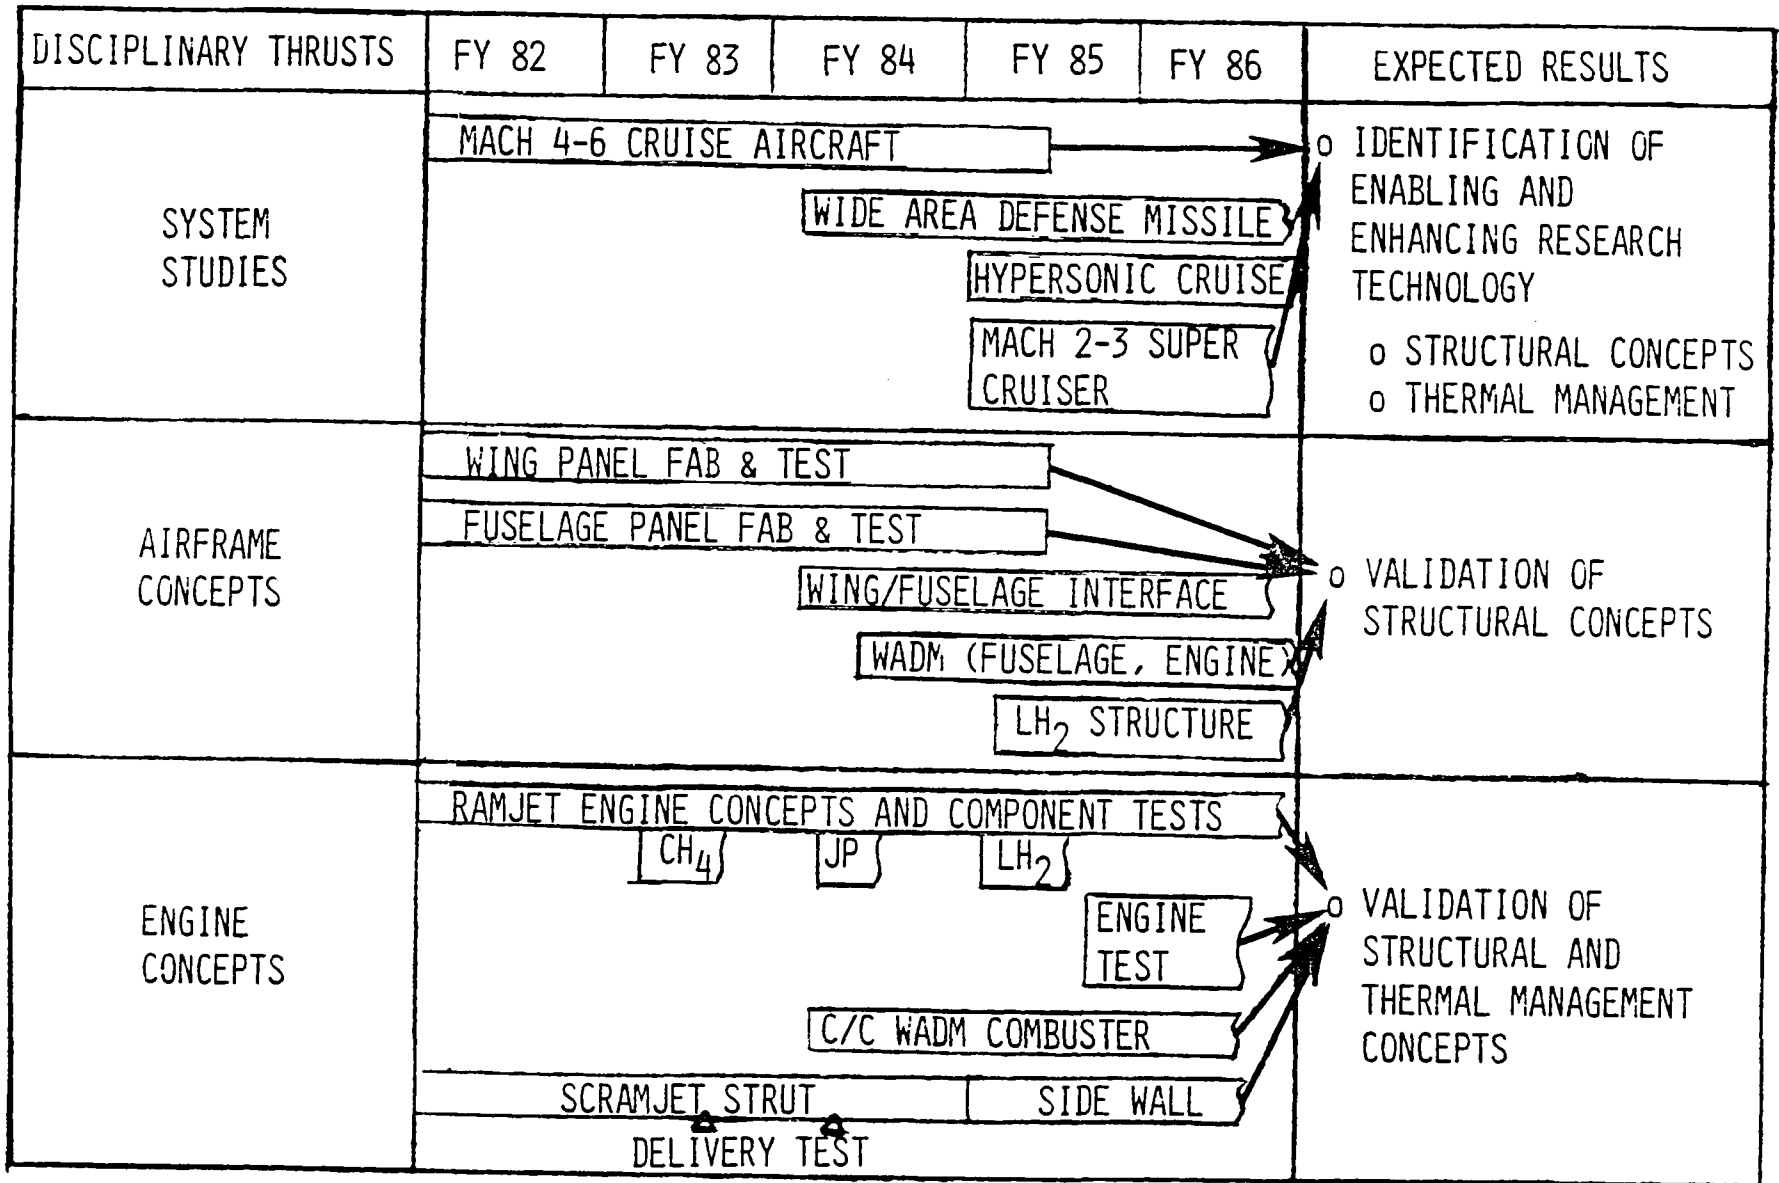 DISCIPLINARY THRUSTS FY 82 FY 83 FY 84 FY 85 FY 86 EXPECTED RESULTS
SYSTEM
STUDIES
MACH 4-6 CRUISE AIRCRAFT
WIDE AREA DEFENSE MISSILE
HYPERSONIC CRUISE
MACH 2-3 SUPER
CRUISER
o IDENTIFICATION OF
ENABLING AND
ENHANCING RESEARCH
TECHNOLOGY
o STRUCTURAL CONCEPTS
o THERMAL MANAGEMENT
AIRFRAME
CONCEPTS
WING PANEL FAB & TEST
FUSELAGE PANEL FAB & TEST
WING/FUSELAGE INTERFACE
WADM (FUSELAGE, ENGINE)
LH2 STRUCTURE
o VALIDATION OF
STRUCTURAL CONCEPTS
ENGINE
CONCEPTS
RAMJET ENGINE CONCEPTS AND COMPONENT TESTS
CH4 JP LH2
ENGINE
TEST
C/C WADM COMBUSTER
SCRAMJET STRUT SIDE WALL
DELIVERY TEST
o VALIDATION OF
STRUCTURAL AND
THERMAL MANAGEMENT
CONCEPTS